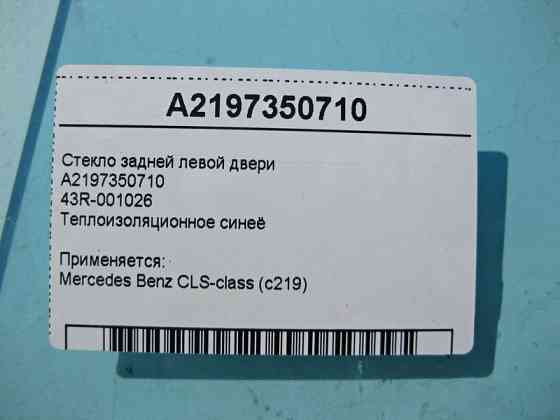 A2197350710
Стекло задней левой двери
A2197350710
43R-001026
Теплоизоляционное синеё
Применяется:
Mercedes Benz CLS-class (c219)